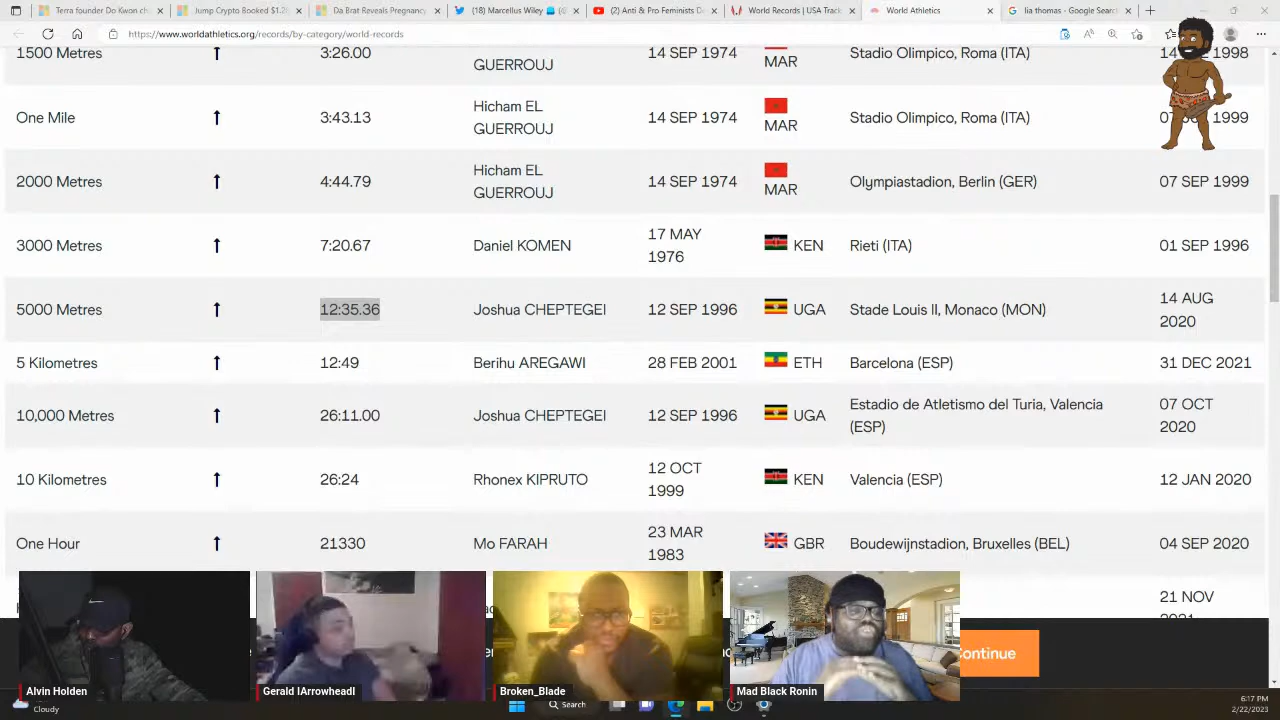 Terra founder Do Kwon ch
Jump Crypto Booked $1.2
Da Brat Reveals Pregnancy
(18) Marcellus Wiley
(2) Anti & Pro Feminists De
World Records | USA Track
World Athletics
lia thomas - Google Search
https://www.worldathletics.org/records/by-category/world-records
1500 Metres 3:26.00 GUERROUJ 14 SEP 1974 MAR Stadio Olimpico, Roma (ITA) 1998
One Mile 3:43.13 Hicham EL GUERROUJ 14 SEP 1974 MAR Stadio Olimpico, Roma (ITA) 1999
2000 Metres 4:44.79 Hicham EL GUERROUJ 14 SEP 1974 MAR Olympiastadion, Berlin (GER) 07 SEP 1999
3000 Metres 7:20.67 Daniel KOMEN 17 MAY 1976 KEN Rieti (ITA) 01 SEP 1996
5000 Metres 12:35.36 Joshua CHEPTEGEI 12 SEP 1996 UGA Stade Louis II, Monaco (MON) 14 AUG 2020
5 Kilometres 12:49 Berihu AREGAWI 28 FEB 2001 ETH Barcelona (ESP) 31 DEC 2021
10,000 Metres 26:11.00 Joshua CHEPTEGEI 12 SEP 1996 UGA Estadio de Atletismo del Turia, Valencia (ESP) 07 OCT 2020
10 Kilometres 26:24 Rhonex KIPRUTO 12 OCT 1999 KEN Valencia (ESP) 12 JAN 2020
One Hour 21330 Mo FARAH 23 MAR 1983 GBR Boudewijnstadion, Bruxelles (BEL) 04 SEP 2020
21 NOV
ontinue
Alvin Holden
Gerald IArrowheadI
Broken_Blade
Mad Black Ronin
Cloudy
Search
6:17 PM
2/22/2023